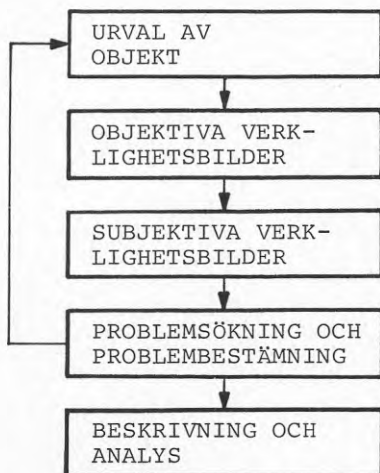 URVAL AV
OBJEKT
OBJEKTIVA VERK-
LIGHETSBILDER
SUBJEKTIVA VERK-
LIGHETSBILDER
PROBLEMSÖKNING OCH
PROBLEMBESTÄMNING
BESKRIVNING OCH
ANALYS